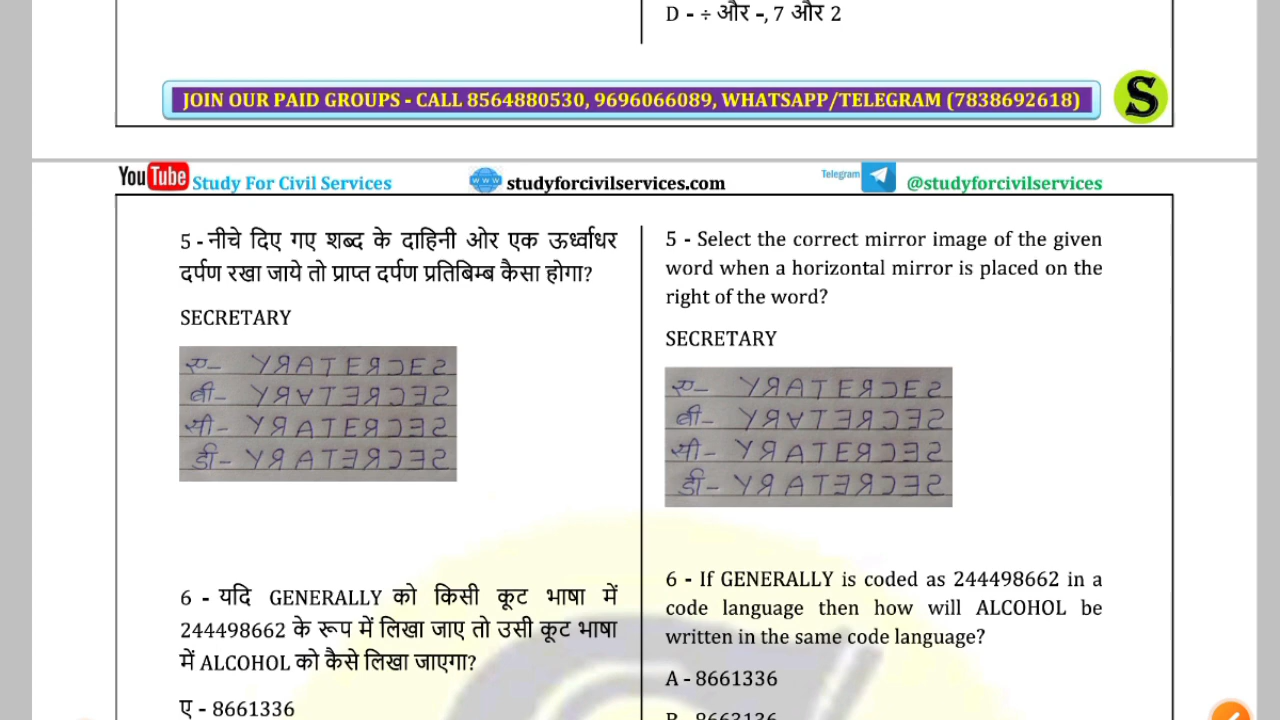 D - ÷ और -, 7 और 2
JOIN OUR PAID GROUPS - CALL 8564880530, 9696066089, WHATSAPP/TELEGRAM (7838692618)
S
YouTube Study For Civil Services
www studyforcivilservices.com
Telegram @studyforcivilservices
5 - नीचे दिए गए शब्द के दाहिनी ओर एक ऊर्ध्वाधर
दर्पण रखा जाये तो प्राप्त दर्पण प्रतिबिम्ब कैसा होगा?
SECRETARY
ए-
बी-
सी-
डी-
6 - यदि GENERALLY को किसी कूट भाषा में
244498662 के रूप में लिखा जाए तो उसी कूट भाषा
में ALCOHOL को कैसे लिखा जाएगा?
ए - 8661336
5 - Select the correct mirror image of the given
word when a horizontal mirror is placed on the
right of the word?
SECRETARY
ए-
बी-
सी-
डी-
6 - If GENERALLY is coded as 244498662 in a
code language then how will ALCOHOL be
written in the same code language?
A - 8661336
B - 8663136